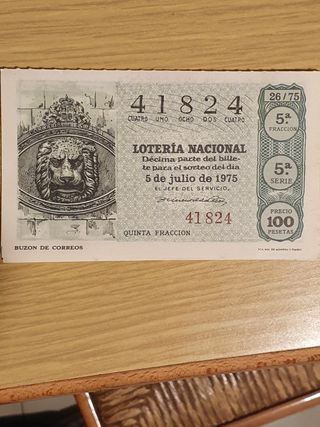 41824
CUATRO UNO OCHO DOS CUATRO
26/75
5ª
FRACCION
LOTERÍA NACIONAL
Décima parte del bille-
te para el sorteo del día
5 de julio de 1975
EL JEFE DEL SERVICIO,
5ª
SERIE
41824
PRECIO
100
PESETAS
QUINTA FRACCION
BUZON DE CORREOS